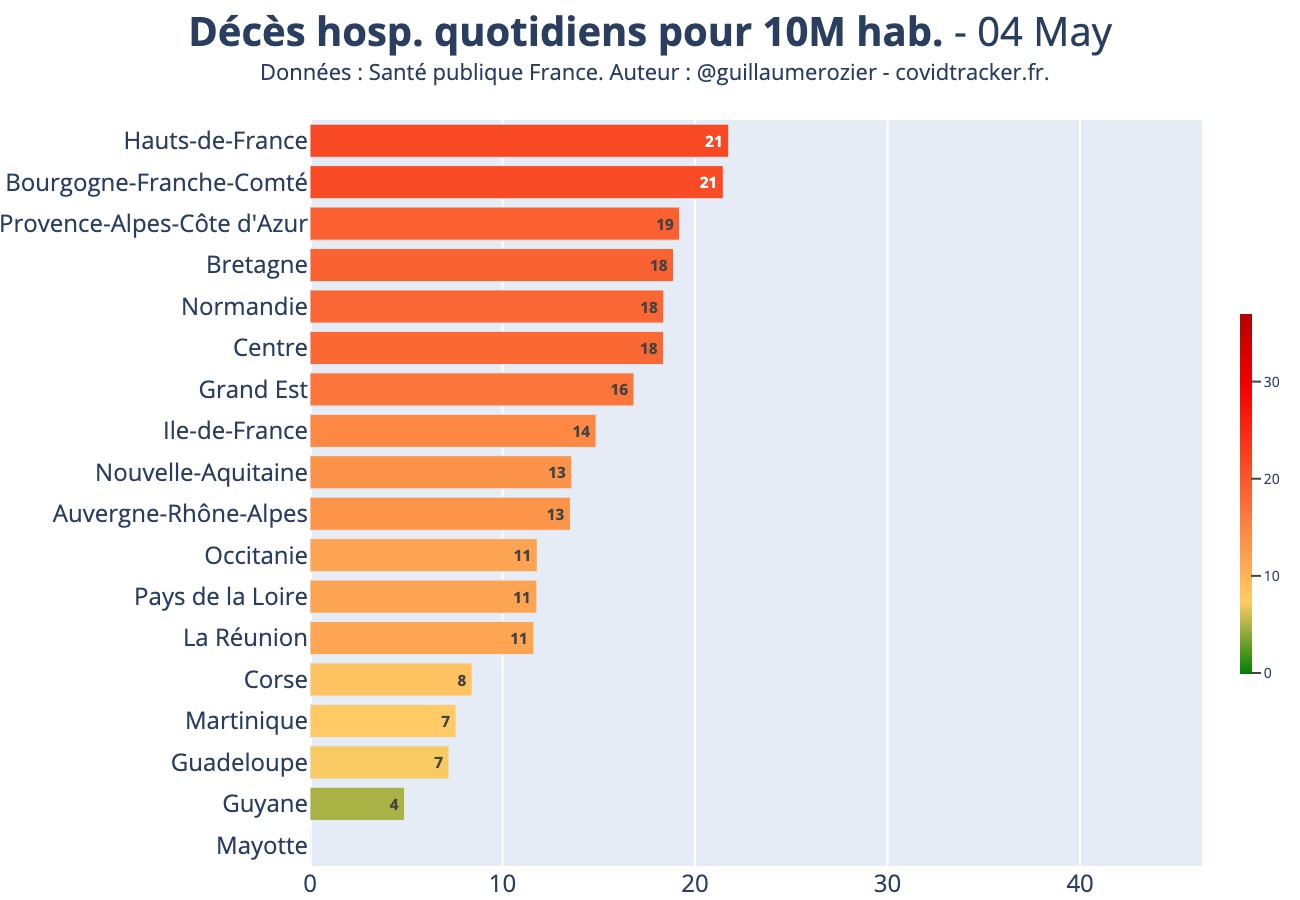 Décès hosp. quotidiens pour 10M hab. - 04 May
Données : Santé publique France. Auteur : @guillaumerozier - covidtracker.fr.
Hauts-de-France 21
Bourgogne-Franche-Comté 21
Provence-Alpes-Côte d'Azur 19
Bretagne 18
Normandie 18
Centre 18
Grand Est 16
Ile-de-France 14
Nouvelle-Aquitaine 13
Auvergne-Rhône-Alpes 13
Occitanie 11
Pays de la Loire 11
La Réunion 11
Corse 8
Martinique 7
Guadeloupe 7
Guyane 4
Mayotte
0 10 20 30 40
30
20
10
0